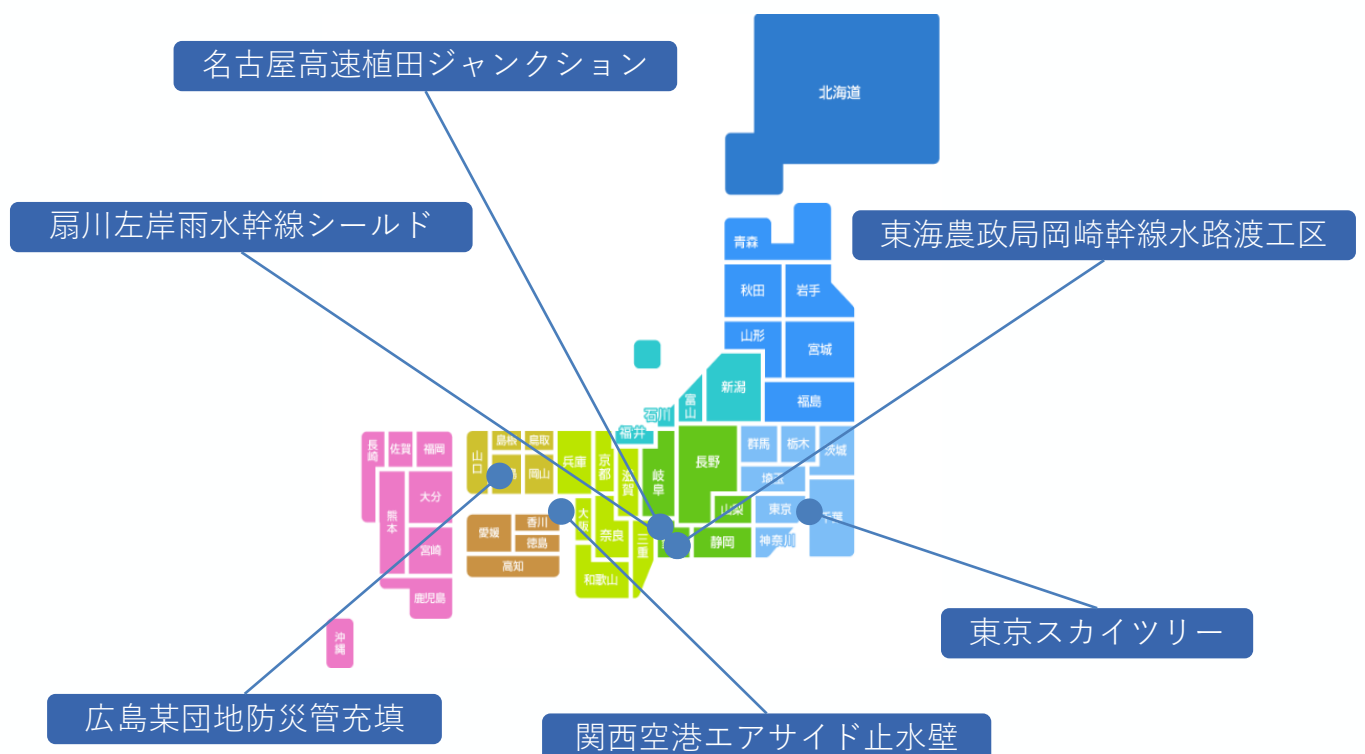 名古屋高速植田ジャンクション
北海道
扇川左岸雨水幹線シールド
東海農政局岡崎幹線水路渡工区
青森
秋田
岩手
山形
宮城
新潟
富山
石川
福島
福井
群馬
栃木
茨城
長崎
佐賀
福岡
山口
島根
鳥取
兵庫
京都
滋賀
岐阜
長野
岡山
埼玉
大分
熊本
山梨
東京
千葉
香川
大阪
愛媛
奈良
三重
静岡
神奈川
徳島
宮崎
高知
和歌山
鹿児島
沖縄
東京スカイツリー
広島某団地防災管充填
関西空港エアサイド止水壁